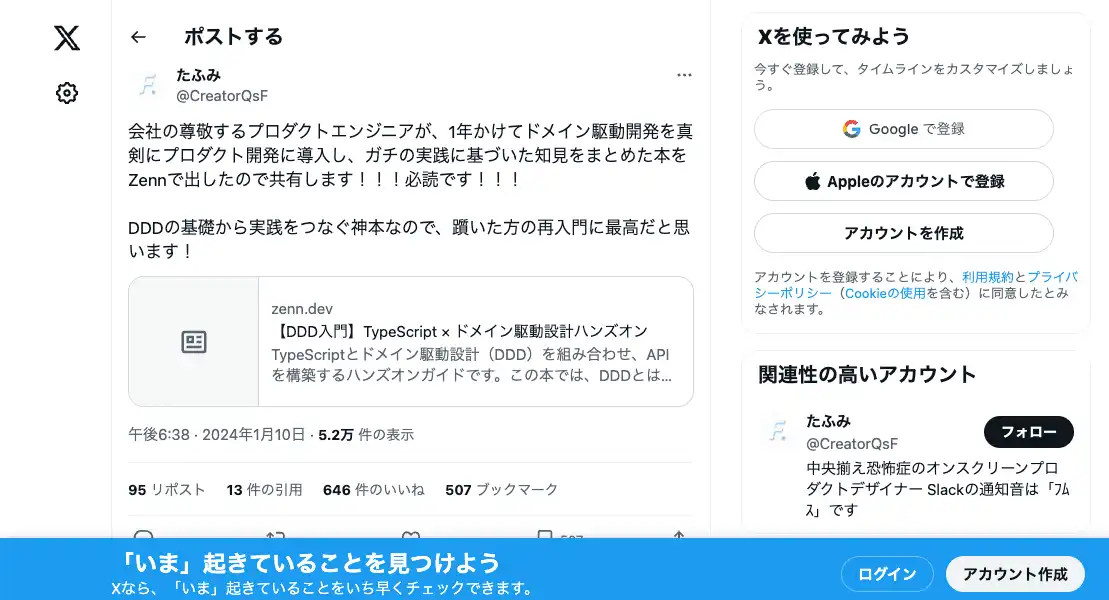 ポストする
たふみ
@CreatorQsF
会社の尊敬するプロダクトエンジニアが、1年かけてドメイン駆動開発を真
剣にプロダクト開発に導入し、ガチの実践に基づいた知見をまとめた本を
Zennで出したので共有します！！！必読です！！！
DDDの基礎から実践をつなぐ神本なので、躓いた方の再入門に最高だと思
います！
zenn.dev
【DDD入門】TypeScript × ドメイン駆動設計ハンズオン
TypeScriptとドメイン駆動設計（DDD）を組み合わせ、API
を構築するハンズオンガイドです。この本では、DDDとは…
午後6:38 · 2024年1月10日 · 5.2万 件の表示
95 リポスト 13 件の引用 646 件のいいね 507 ブックマーク
Xを使ってみよう
今すぐ登録して、タイムラインをカスタマイズしましょ
う。
Google で登録
Appleのアカウントで登録
アカウントを作成
アカウントを登録することにより、利用規約とプライバ
シーポリシー（Cookieの使用を含む）に同意したとみ
なされます。
関連性の高いアカウント
たふみ
@CreatorQsF
フォロー
中央揃え恐怖症のオンスクリーンプロ
ダクトデザイナー Slackの通知音は「ﾌﾑ
ｽ」です
「いま」起きていることを見つけよう
Xなら、「いま」起きていることをいち早くチェックできます。
ログイン
アカウント作成